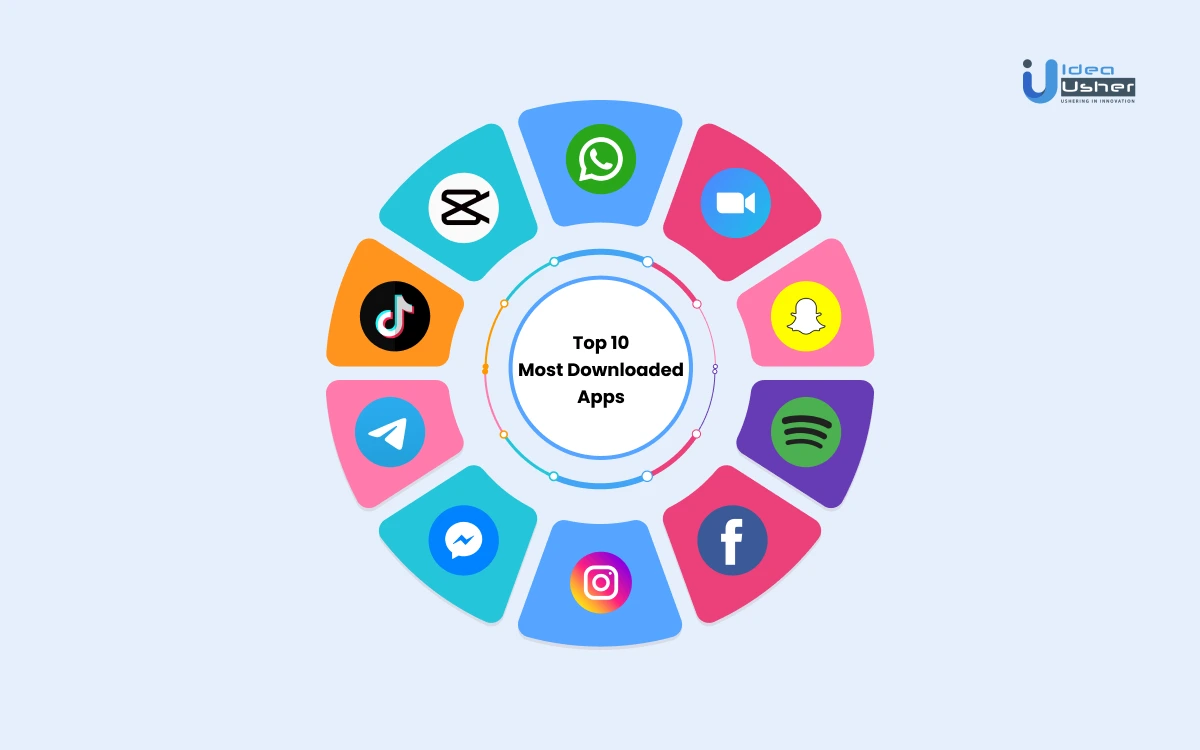 Idea
Usher
USHERING IN INNOVATION
Top 10
Most Downloaded
Apps